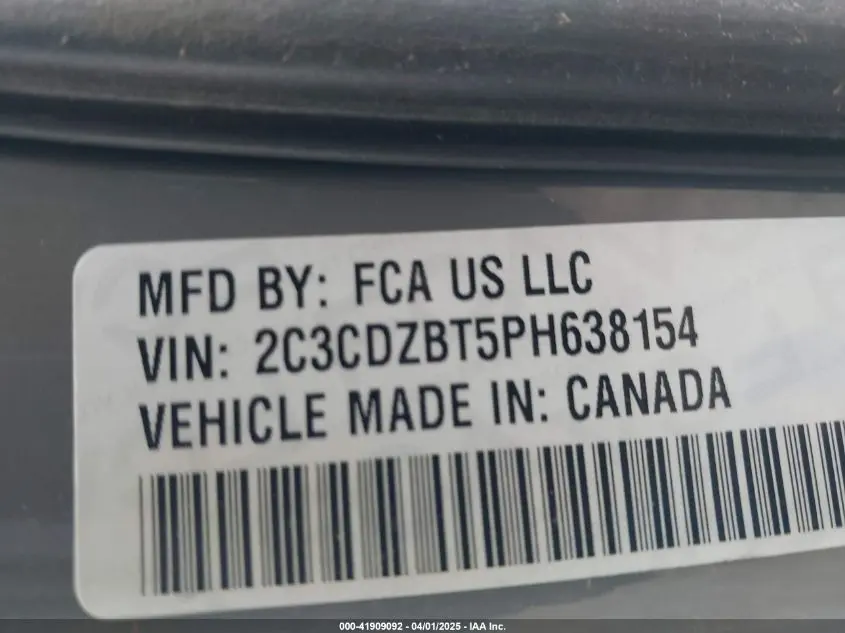 MFD BY: FCA US LLC
VIN: 2C3CDZBT5PH638154
VEHICLE MADE IN: CANADA
000-41909092 - 04/01/2025 - IAA Inc.